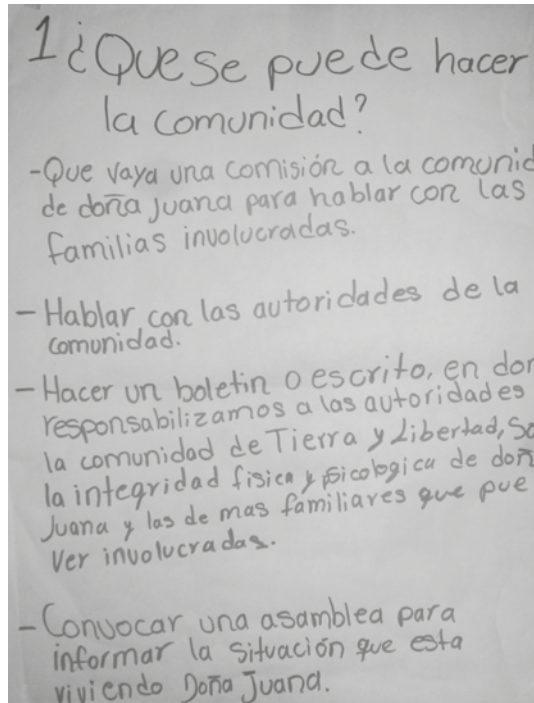 1 ¿Que se puede hacer
la comunidad?
-Que vaya una comisión a la comunid
de doña Juana para hablar con las
familias involucradas.
- Hablar con las autoridades de la
comunidad.
- Hacer un boletin o escrito, en don
responsabilizamos a las autoridades
la comunidad de Tierra y Libertad, So
la integridad fisica y psicologica de doñ
Juana y las de mas familiares que pue
ver involucradas.
- Convocar una asamblea para
informar la situación que esta
viviendo Doña Juana.